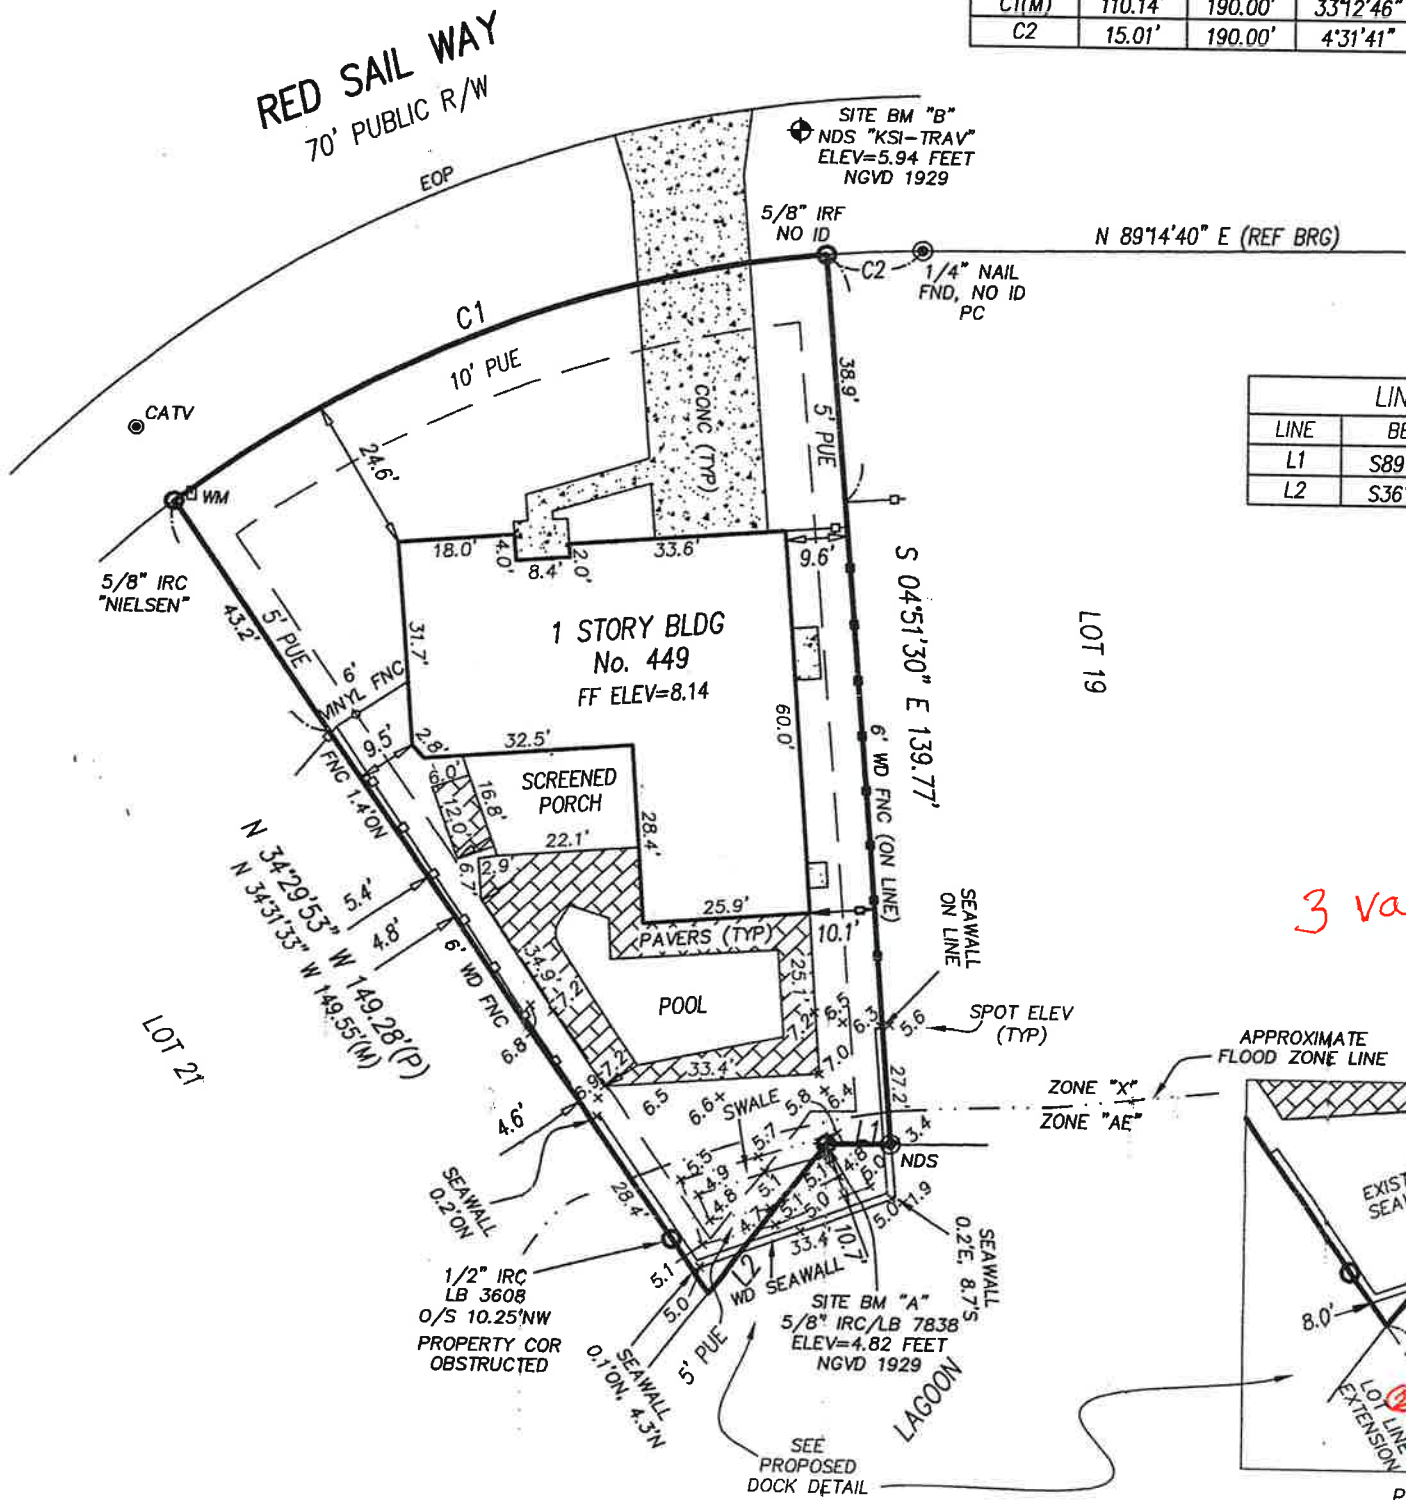 C1(M) 110.14' 190.00' 33°12'46"
C2 15.01' 190.00' 4°31'41"
RED SAIL WAY
70' PUBLIC R/W
EOP
SITE BM "B"
NDS "KSI-TRAV"
ELEV=5.94 FEET
NGVD 1929
5/8" IRF
NO ID
N 89°14'40" E (REF BRG)
C2
1/4" NAIL
FND, NO ID
PC
C1
10' PUE
CATV
WM
24.6'
CONC (TYP)
38.9'
5' PUE
LINE
BE
L1 S89
L2 S36°
5/8" IRC
"NIELSEN"
43.2'
5' PUE
18.0'
4.0'
8.4'
2.0'
33.6'
9.6'
31.7'
1 STORY BLDG
No. 449
FF ELEV=8.14
60.0'
S 04°51'30" E 139.77'
LOT 19
6' WD FNC (ON LINE)
6'
VNYL FNC
9.5'
FNC 1.4'ON
2.8'
32.5'
6.0'
12.0'
16.8'
SCREENED
PORCH
28.4'
22.1'
2.9'
6.7'
25.9'
PAVERS (TYP)
10.1'
SEAWALL
ON LINE
3 va
N 34°29'53" W 149.28'(P)
N 34°31'33" W 149.55'(M)
5.4'
4.8'
6' WD FNC
34.9'
7.2
POOL
25.1'
7.2
6.5
6.3
5.6
SPOT ELEV
(TYP)
LOT 21
6.8
6.9
7.2
33.4'
7.0
6.4
27.2'
APPROXIMATE
FLOOD ZONE LINE
ZONE "X"
ZONE "AE"
4.6'
6.5
6.6
SWALE
5.8
5.7
L1
3.4
NDS
SEAWALL
0.2'ON
28.4'
5.5
4.9
4.8
5.1
4.7
5.1
5.1
5.0
4.8
5.0
5.0
1.9
10.7'
33.4'
SEAWALL
0.2'E, 8.7'S
1/2" IRC
LB 3608
O/S 10.25'NW
PROPERTY COR
OBSTRUCTED
5.1
5.0
L2
WD SEAWALL
SEAWALL
0.1'ON, 4.3'N
5' PUE
SITE BM "A"
5/8" IRC/LB 7838
ELEV=4.82 FEET
NGVD 1929
LAGOON
SEE
PROPOSED
DOCK DETAIL
EXIST
SEA
8.0'
2
LOT LINE
EXTENSION